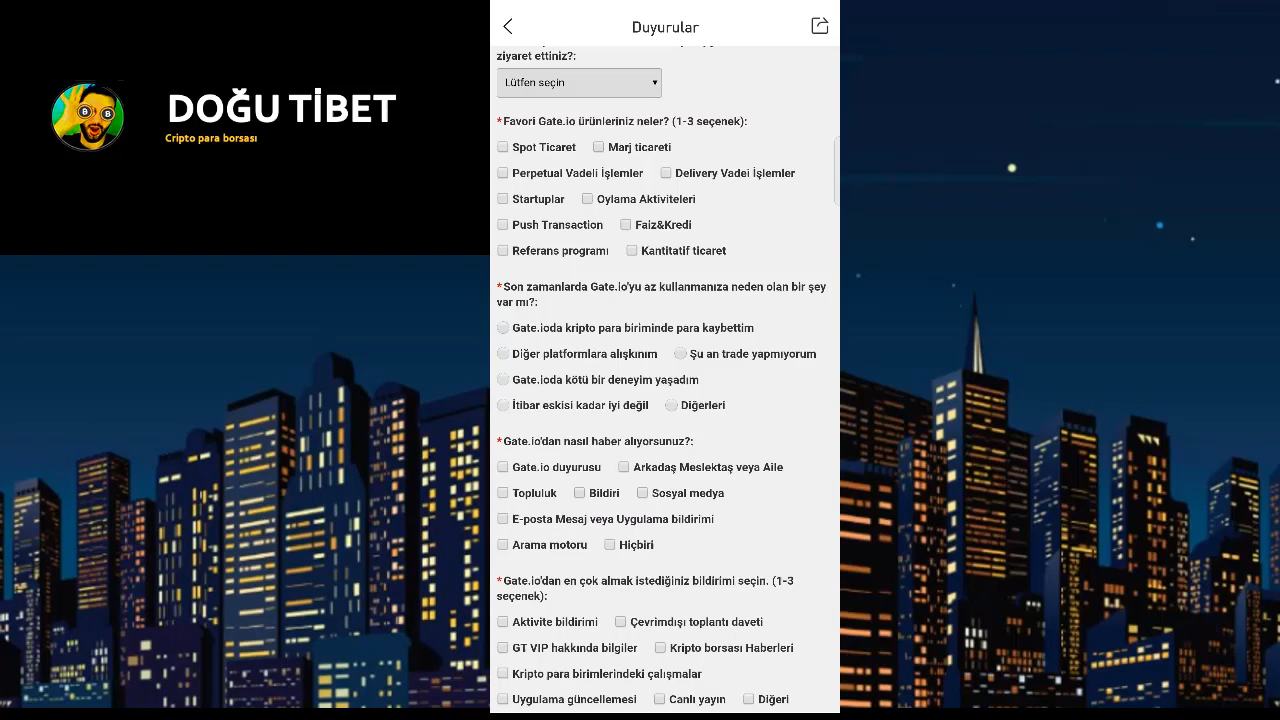 DOĞU TİBET
Cripto para borsası
Duyurular
ziyaret ettiniz?:
Lütfen seçin
*Favori Gate.io ürünleriniz neler? (1-3 seçenek):
Spot Ticaret Marj ticareti
Perpetual Vadeli İşlemler Delivery Vadei İşlemler
Startuplar Oylama Aktiviteleri
Push Transaction Faiz&Kredi
Referans programı Kantitatif ticaret
*Son zamanlarda Gate.io'yu az kullanmanıza neden olan bir şey
var mı?:
Gate.ioda kripto para biriminde para kaybettim
Diğer platformlara alışkınım Şu an trade yapmıyorum
Gate.ioda kötü bir deneyim yaşadım
İtibar eskisi kadar iyi değil Diğerleri
*Gate.io'dan nasıl haber alıyorsunuz?:
Gate.io duyurusu Arkadaş Meslektaş veya Aile
Topluluk Bildiri Sosyal medya
E-posta Mesaj veya Uygulama bildirimi
Arama motoru Hiçbiri
*Gate.io'dan en çok almak istediğiniz bildirimi seçin. (1-3
seçenek):
Aktivite bildirimi Çevrimdışı toplantı daveti
GT VIP hakkında bilgiler Kripto borsası Haberleri
Kripto para birimlerindeki çalışmalar
Uygulama güncellemesi Canlı yayın Diğeri